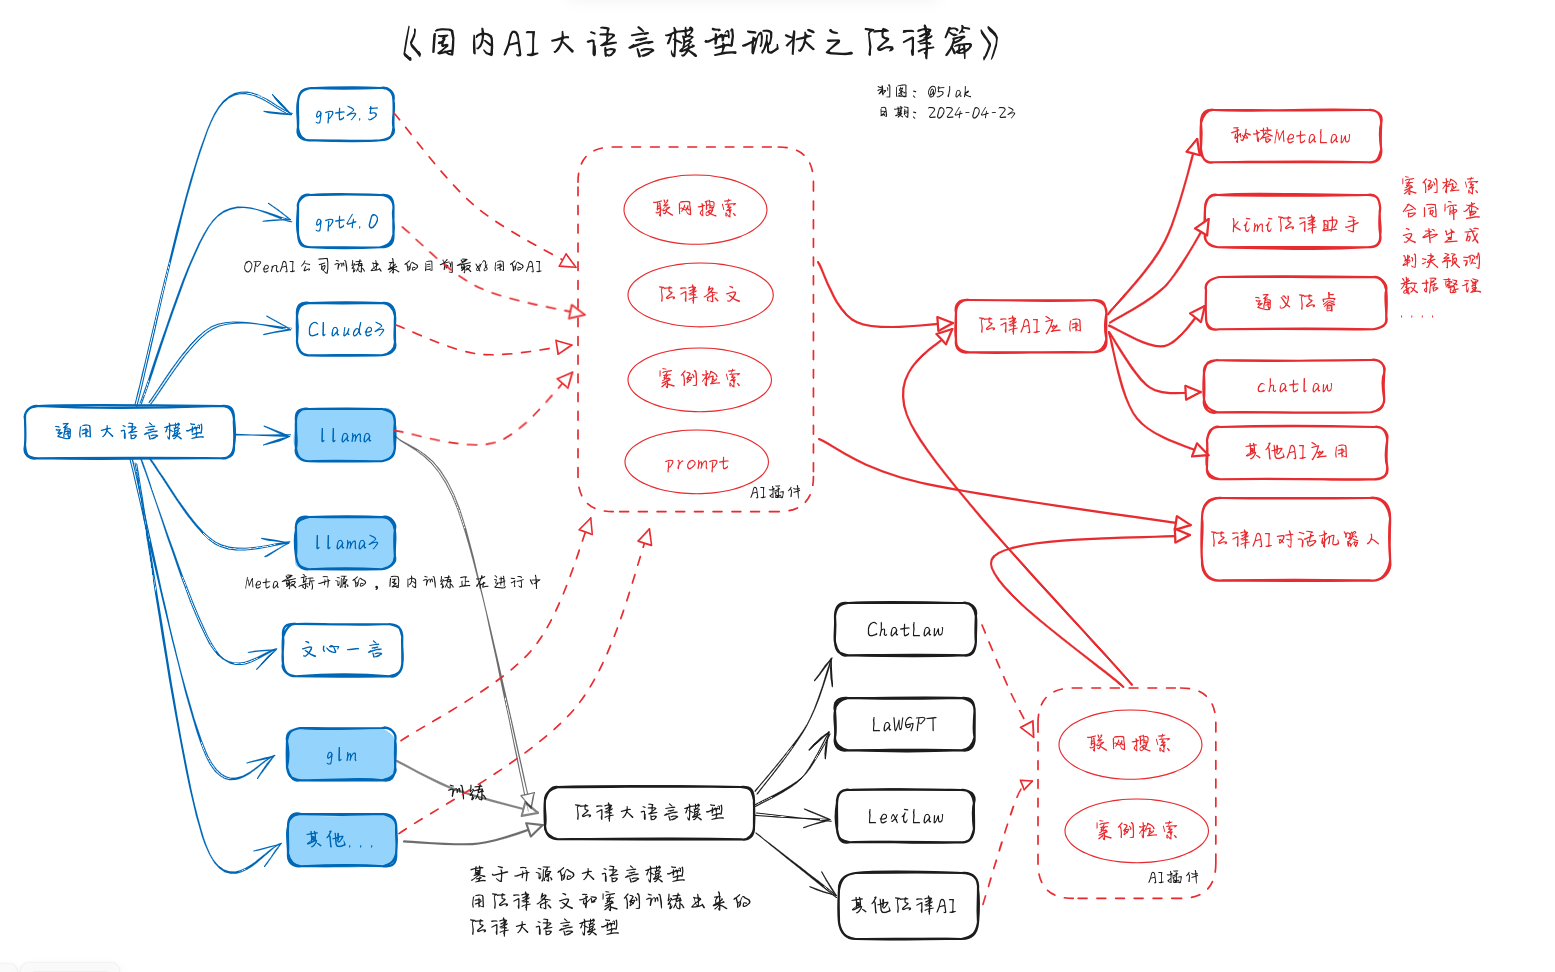 《国内AI大语言模型现状之法律篇》
制图：@51ak
日期：2024-04-23
gpt3.5
gpt4.0
OPenAI公司训练出来的目前最好用的AI
Claude3
通用大语言模型
llama
llama3
Meta最新开源的，国内训练正在进行中
文心一言
glm
其他...
训练
联网搜索
法律条文
案例检索
prompt
AI插件
法律AI应用
秘塔MetaLaw
kimi法律助手
通义法睿
chatlaw
其他AI应用
法律AI对话机器人
案例检索
合同审查
文书生成
判决预测
数据整理
....
法律大语言模型
基于开源的大语言模型
用法律条文和案例训练出来的
法律大语言模型
ChatLaw
LaWGPT
LexiLaw
其他法律AI
联网搜索
案例检索
AI插件